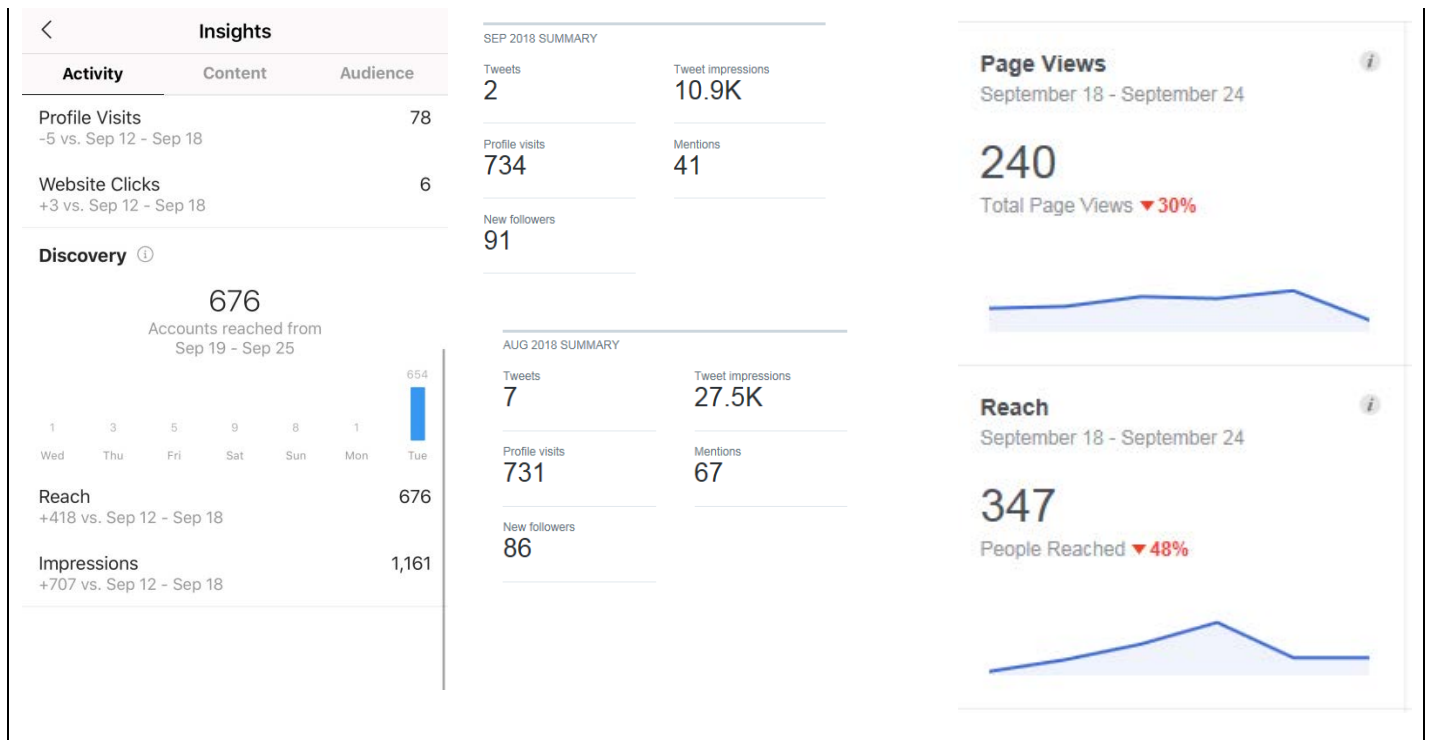 Insights
Activity Content Audience
Profile Visits 78
-5 vs. Sep 12 - Sep 18
Website Clicks 6
+3 vs. Sep 12 - Sep 18
Discovery
676
Accounts reached from
Sep 19 - Sep 25
654
1 3 5 9 8 1
Wed Thu Fri Sat Sun Mon Tue
Reach 676
+418 vs. Sep 12 - Sep 18
Impressions 1,161
+707 vs. Sep 12 - Sep 18
SEP 2018 SUMMARY
Tweets Tweet impressions
2 10.9K
Profile visits Mentions
734 41
New followers
91
AUG 2018 SUMMARY
Tweets Tweet impressions
7 27.5K
Profile visits Mentions
731 67
New followers
86
Page Views i
September 18 - September 24
240
Total Page Views ▼30%
Reach i
September 18 - September 24
347
People Reached ▼48%